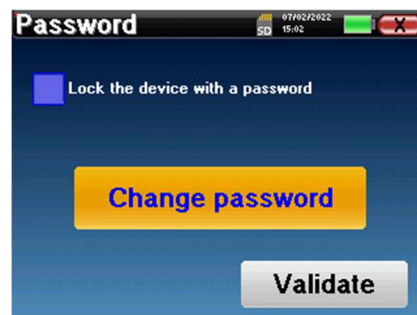 Password
SD
07/02/2022
15:02
X
Lock the device with a password
Change password
Validate